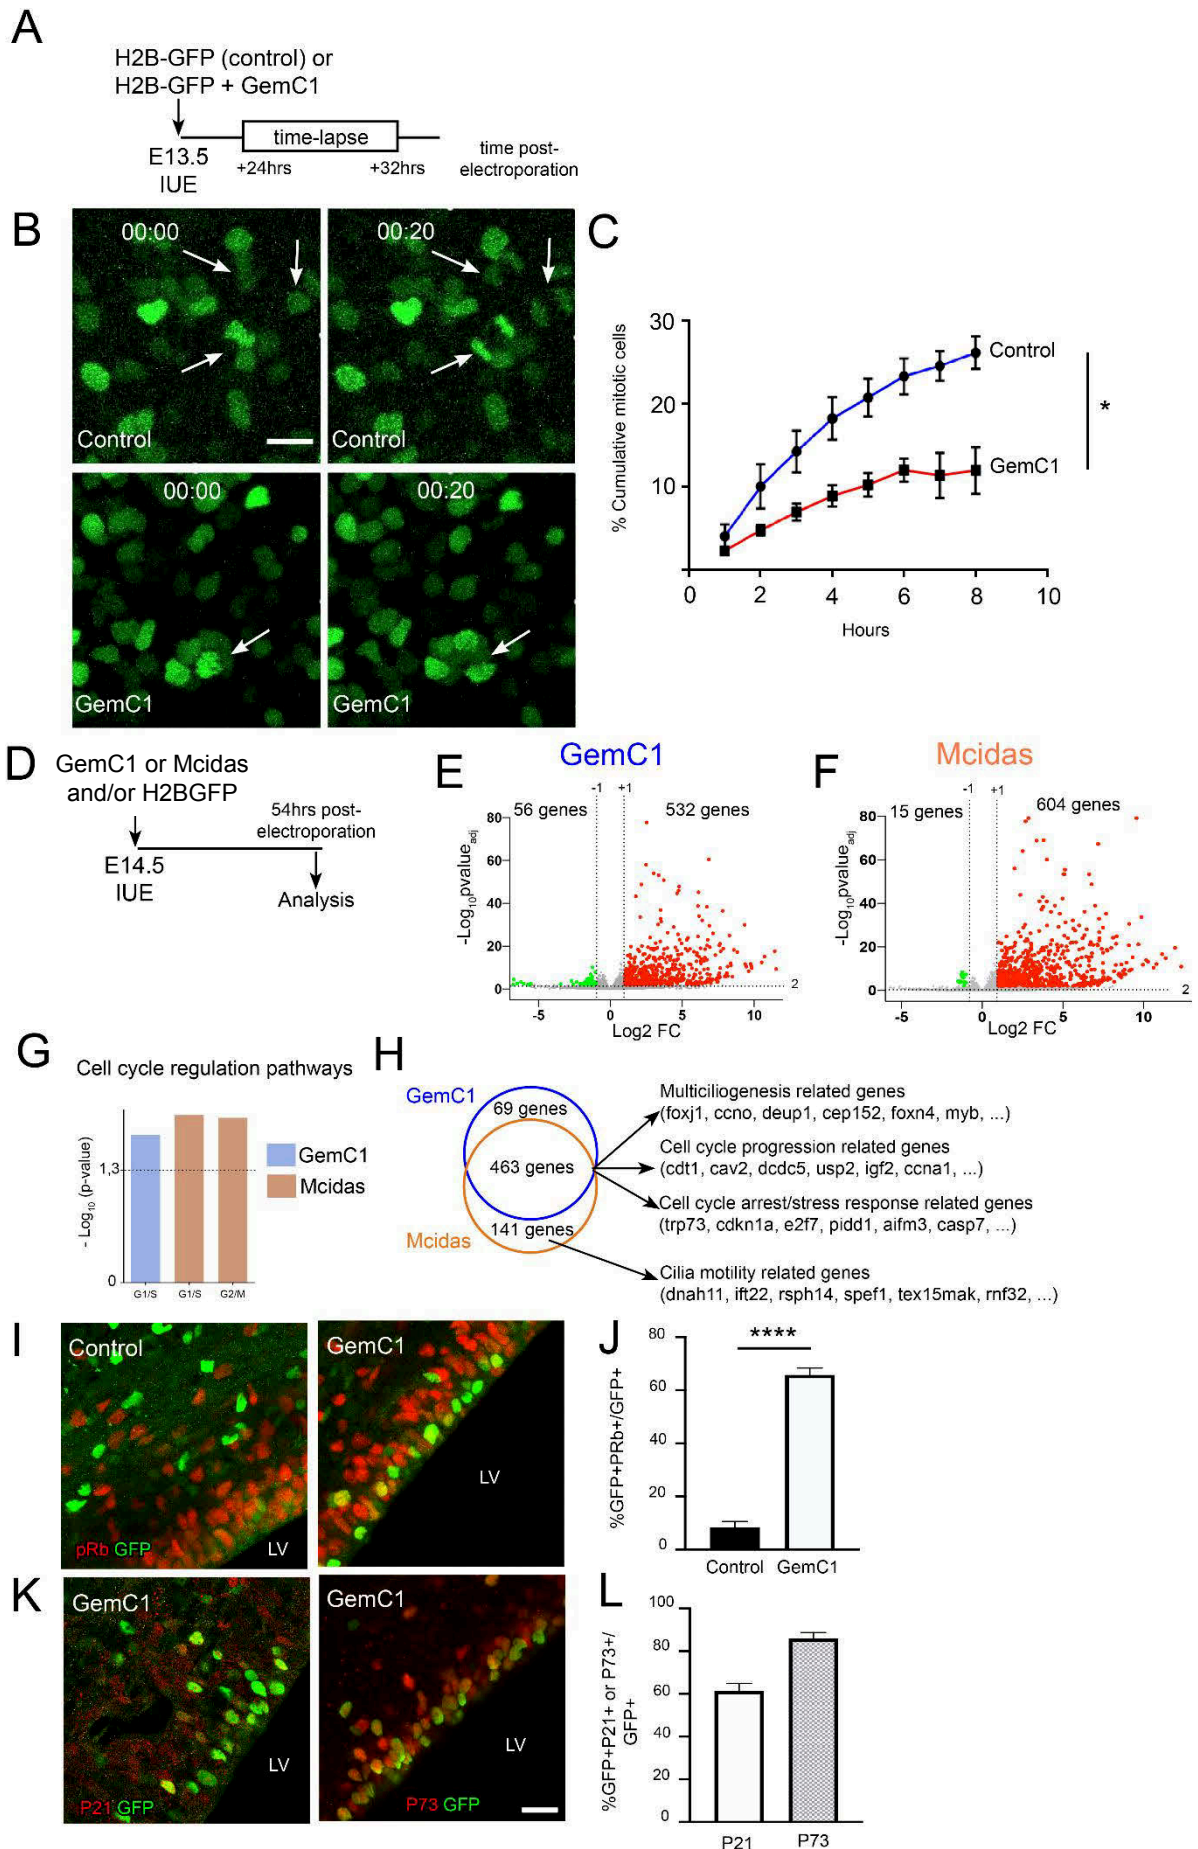 A
H2B-GFP (control) or
H2B-GFP + GemC1
time-lapse
E13.5
IUE
+24hrs
+32hrs
time post-
electroporation
B
00:00
00:20
Control
Control
00:00
00:20
GemC1
GemC1
C
30
20
10
% Cumulative mitotic cells
Control
*
GemC1
0 2 4 6 8 10
Hours
D
GemC1 or Mcidas
and/or H2BGFP
54hrs post-
electroporation
E14.5
IUE
Analysis
E
GemC1
-1 +1
56 genes
532 genes
80
60
40
20
0
-Log10pvalueadj
2
-5 0 5 10
Log2 FC
F
Mcidas
-1 +1
15 genes
604 genes
80
60
40
20
0
-Log10pvalueadj
2
-5 0 5 10
Log2 FC
G
Cell cycle regulation pathways
- Log10 (p-value)
1,3
0
G1/S G1/S G2/M
GemC1
Mcidas
H
GemC1
69 genes
463 genes
141 genes
Mcidas
Multiciliogenesis related genes
(foxj1, ccno, deup1, cep152, foxn4, myb, ...)
Cell cycle progression related genes
(cdt1, cav2, dcdc5, usp2, igf2, ccna1, ...)
Cell cycle arrest/stress response related genes
(trp73, cdkn1a, e2f7, pidd1, aifm3, casp7, ...)
Cilia motility related genes
(dnah11, ift22, rsph14, spef1, tex15mak, rnf32, ...)
I
Control
pRb GFP
LV
GemC1
LV
J
80
60
40
20
0
%GFP+PRb+/GFP+
****
Control GemC1
K
GemC1
P21 GFP
LV
GemC1
P73 GFP
LV
L
100
80
60
40
20
0
%GFP+P21+ or P73+/
GFP+
P21 P73